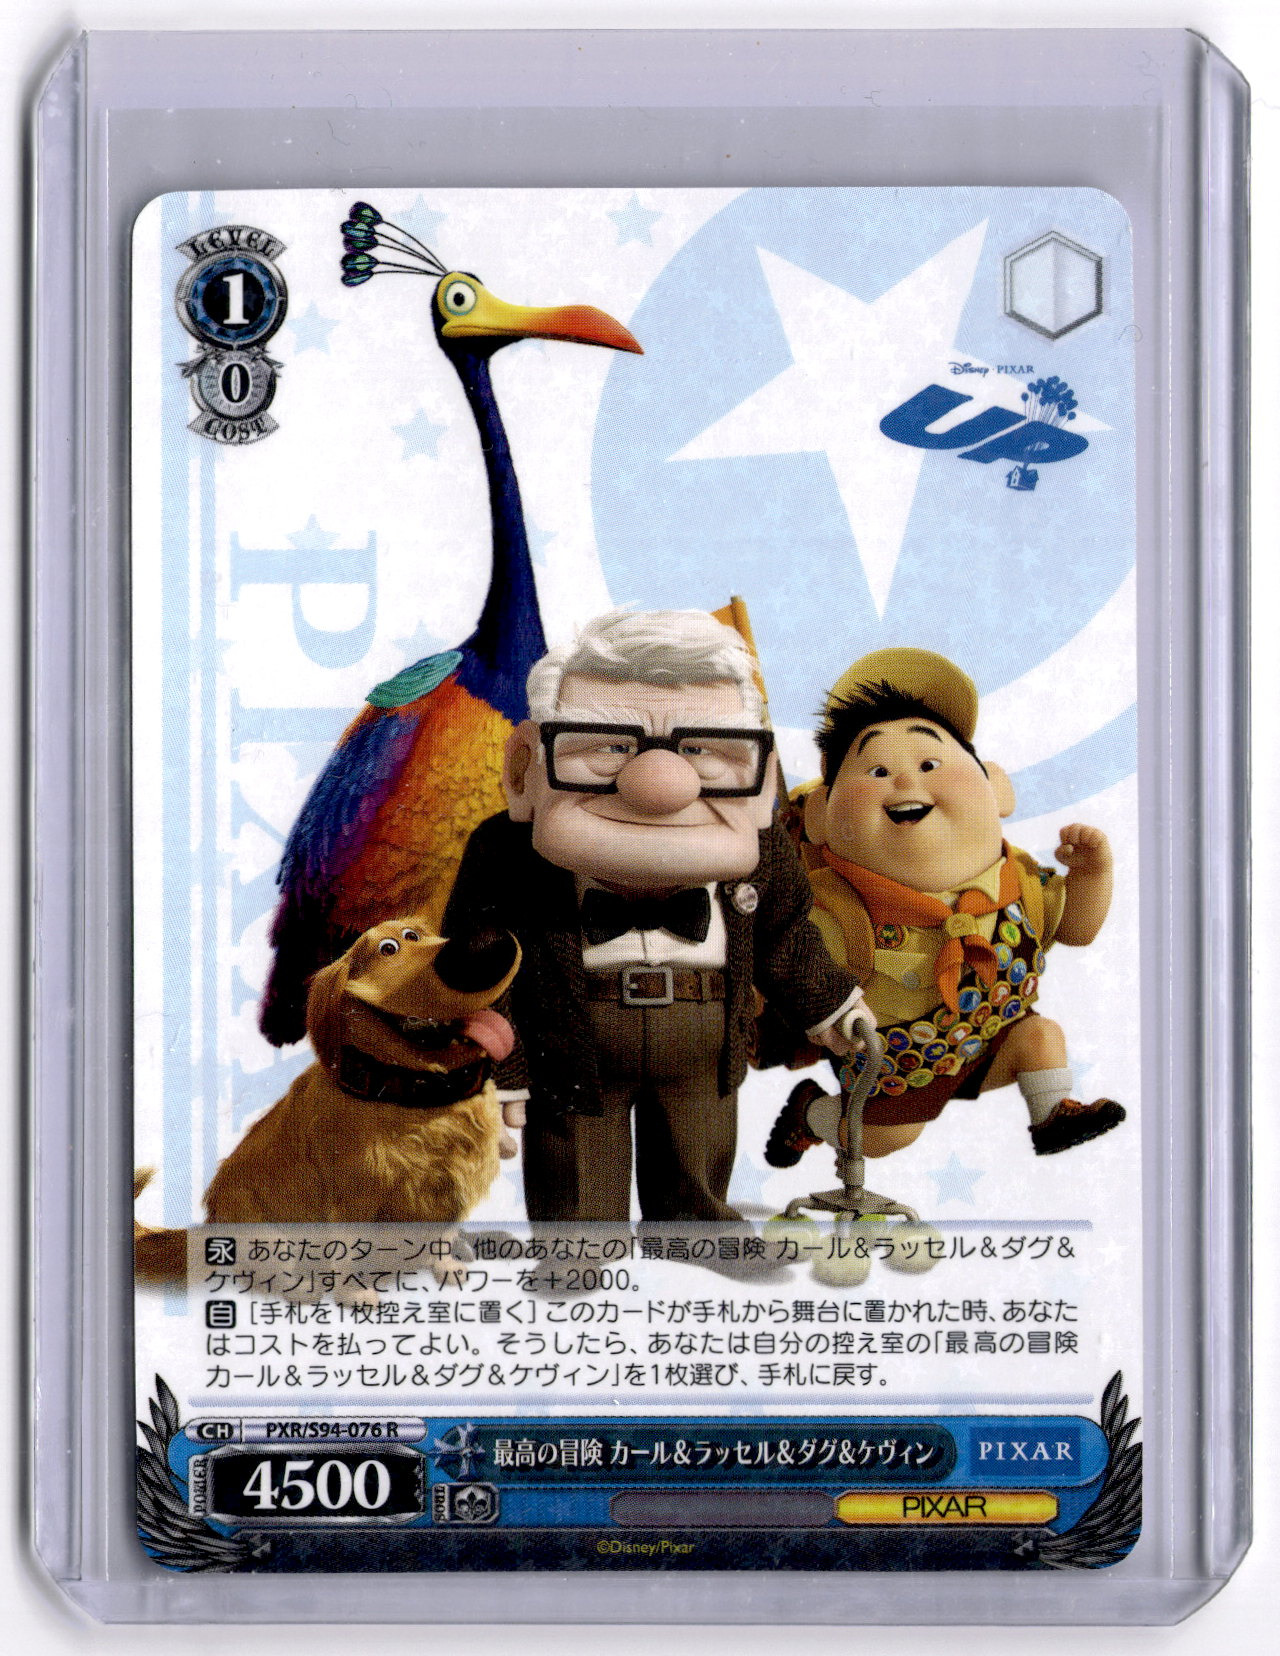 LEVEL
1
0
COST
Disney · PIXAR
UP
PIXAR
永 あなたのターン中、他のあなたの「最高の冒険 カール&ラッセル&ダグ&
ケヴィン」すべてに、パワーを+2000。
自 [手札を1枚控え室に置く] このカードが手札から舞台に置かれた時、あなた
はコストを払ってよい。そうしたら、あなたは自分の控え室の「最高の冒険
カール&ラッセル&ダグ&ケヴィン」を1枚選び、手札に戻す。
CH PXR/S94-076 R
最高の冒険 カール&ラッセル&ダグ&ケヴィン
PIXAR
POWER
4500
SOUL
PIXAR
©Disney/Pixar